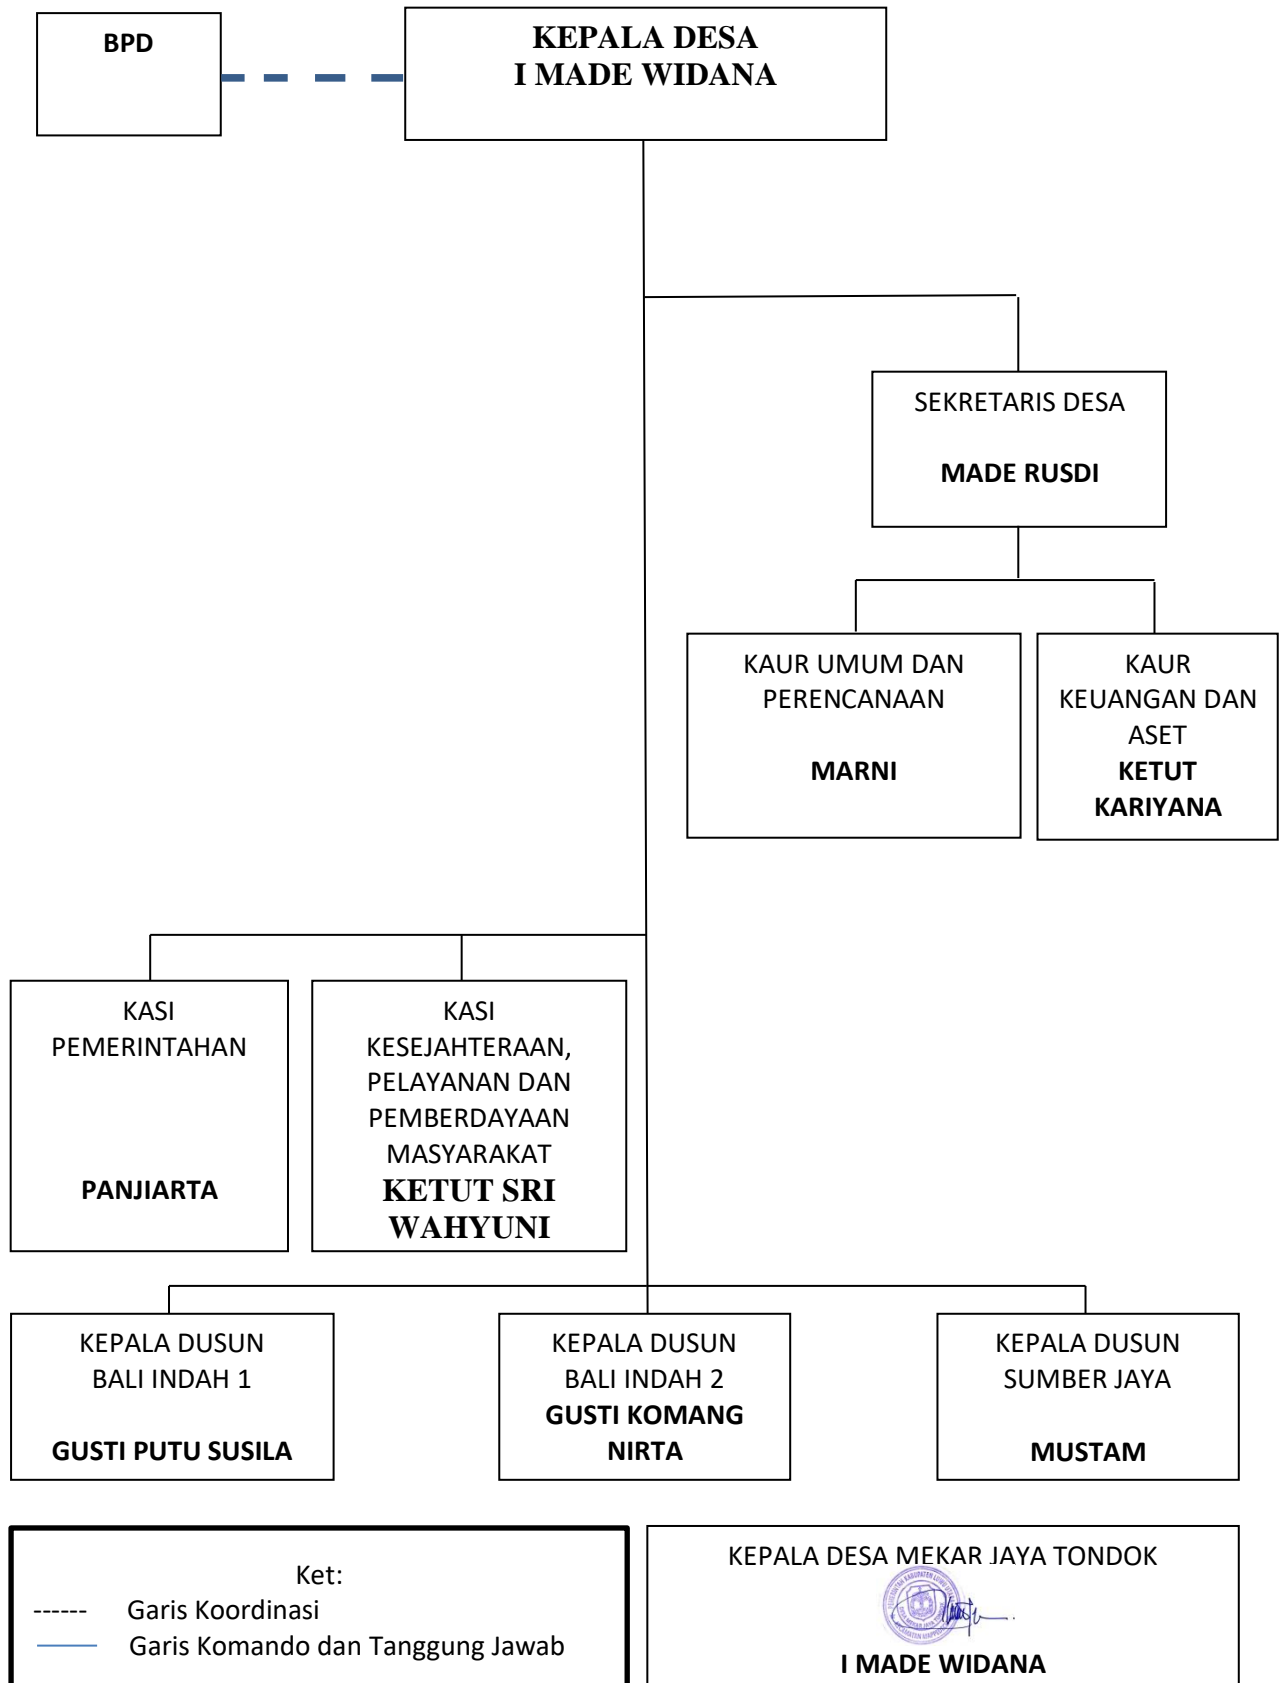 BPD
KEPALA DESA
I MADE WIDANA
SEKRETARIS DESA
MADE RUSDI
KAUR UMUM DAN
PERENCANAAN
MARNI
KAUR
KEUANGAN DAN
ASET
KETUT
KARIYANA
KASI
PEMERINTAHAN
PANJIARTA
KASI
KESEJAHTERAAN,
PELAYANAN DAN
PEMBERDAYAAN
MASYARAKAT
KETUT SRI
WAHYUNI
KEPALA DUSUN
BALI INDAH 1
GUSTI PUTU SUSILA
KEPALA DUSUN
BALI INDAH 2
GUSTI KOMANG
NIRTA
KEPALA DUSUN
SUMBER JAYA
MUSTAM
Ket:
------ Garis Koordinasi
Garis Komando dan Tanggung Jawab
KEPALA DESA MEKAR JAYA TONDOK
I MADE WIDANA